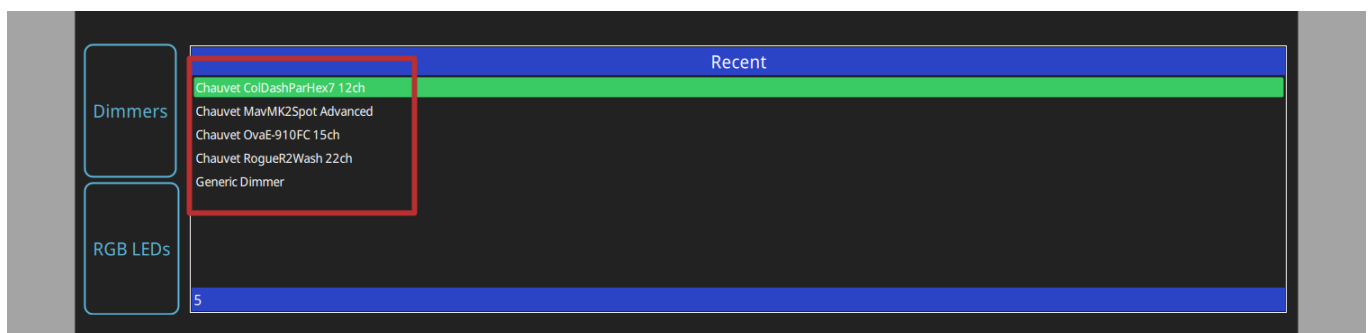 Recent
Chauvet ColDashParHex7 12ch
Dimmers
Chauvet MavMK2Spot Advanced
Chauvet OvaE-910FC 15ch
Chauvet RogueR2Wash 22ch
Generic Dimmer
RGB LEDs
5